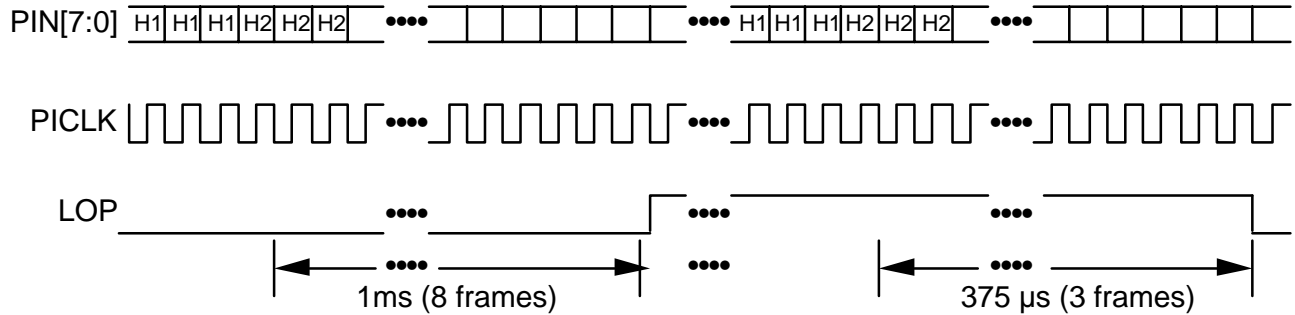 PIN[7:0] H1 H1 H1 H2 H2 H2 •••• •••• H1 H1 H1 H2 H2 H2 ••••
PICLK •••• •••• ••••
LOP •••• •••• ••••
•••• •••• ••••
1ms (8 frames) 375 µs (3 frames)